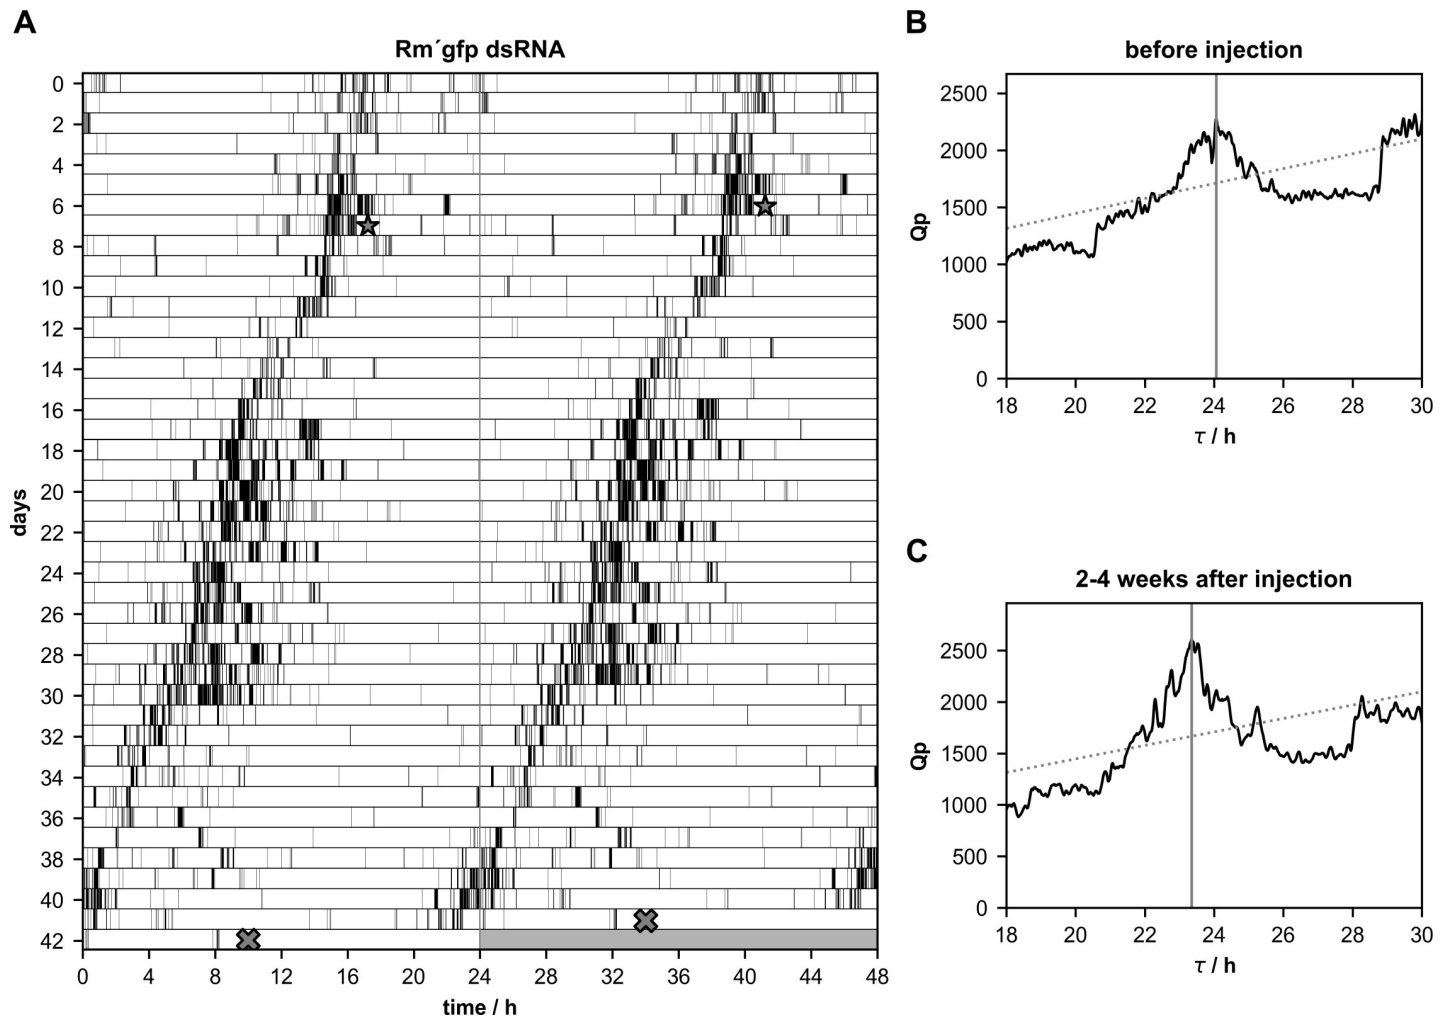 A
Rm´gfp dsRNA
0
2
4
6
8
10
12
14
16
18
20
22
24
26
28
30
32
34
36
38
40
42
days
0 4 8 12 16 20 24 28 32 36 40 44 48
time / h
B
before injection
2500
2000
1500
1000
500
0
Qp
18 20 22 24 26 28 30
τ / h
C
2-4 weeks after injection
2500
2000
1500
1000
500
0
Qp
18 20 22 24 26 28 30
τ / h